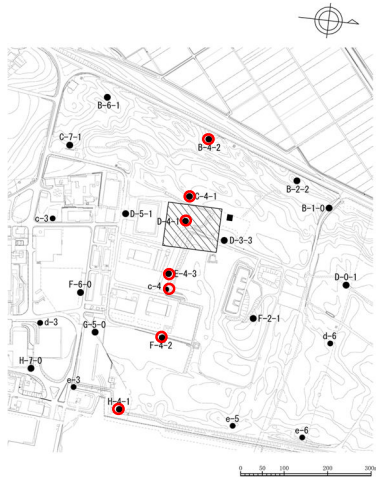 B-6-1
B-4-2
C-7-1
B-2-2
C-4-1
B-1-0
c-3
D-5-1
D-4-1
D-3-3
E-4-3
D-0-1
c-4
F-6-0
F-2-1
d-3
G-5-0
F-4-2
d-6
H-7-0
e-3
H-4-1
e-5
e-6
0 50 100 200 300m